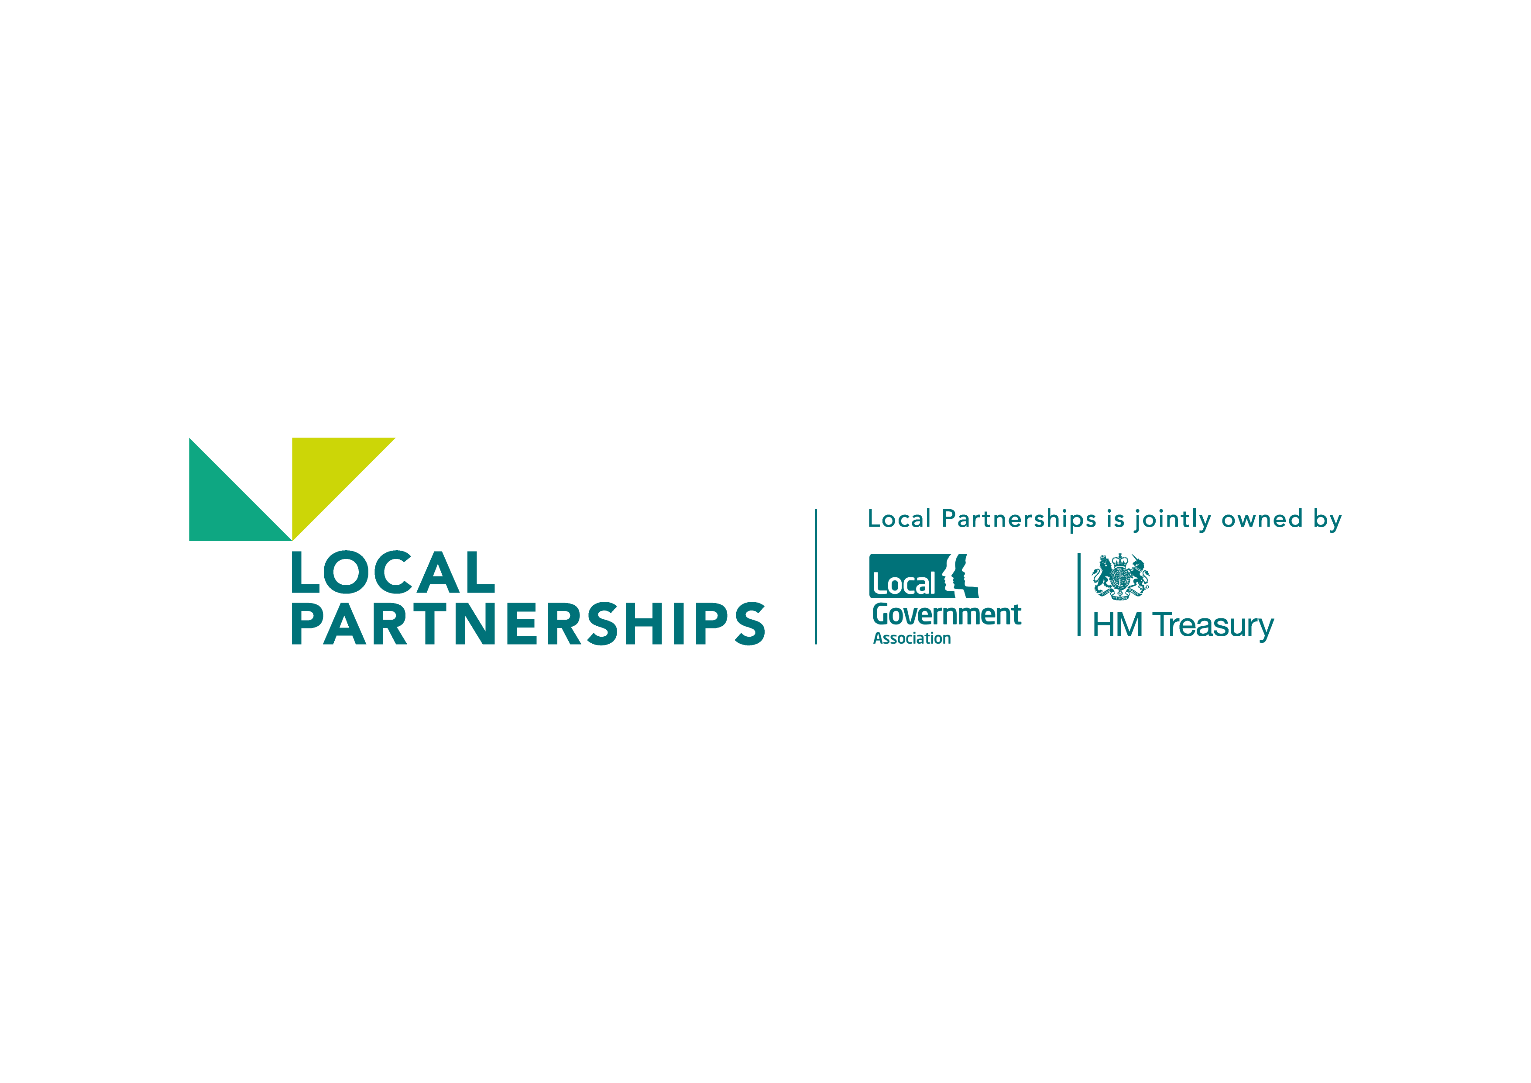 LOCAL
PARTNERSHIPS
Local Partnerships is jointly owned by
Local
Government
Association
HM Treasury